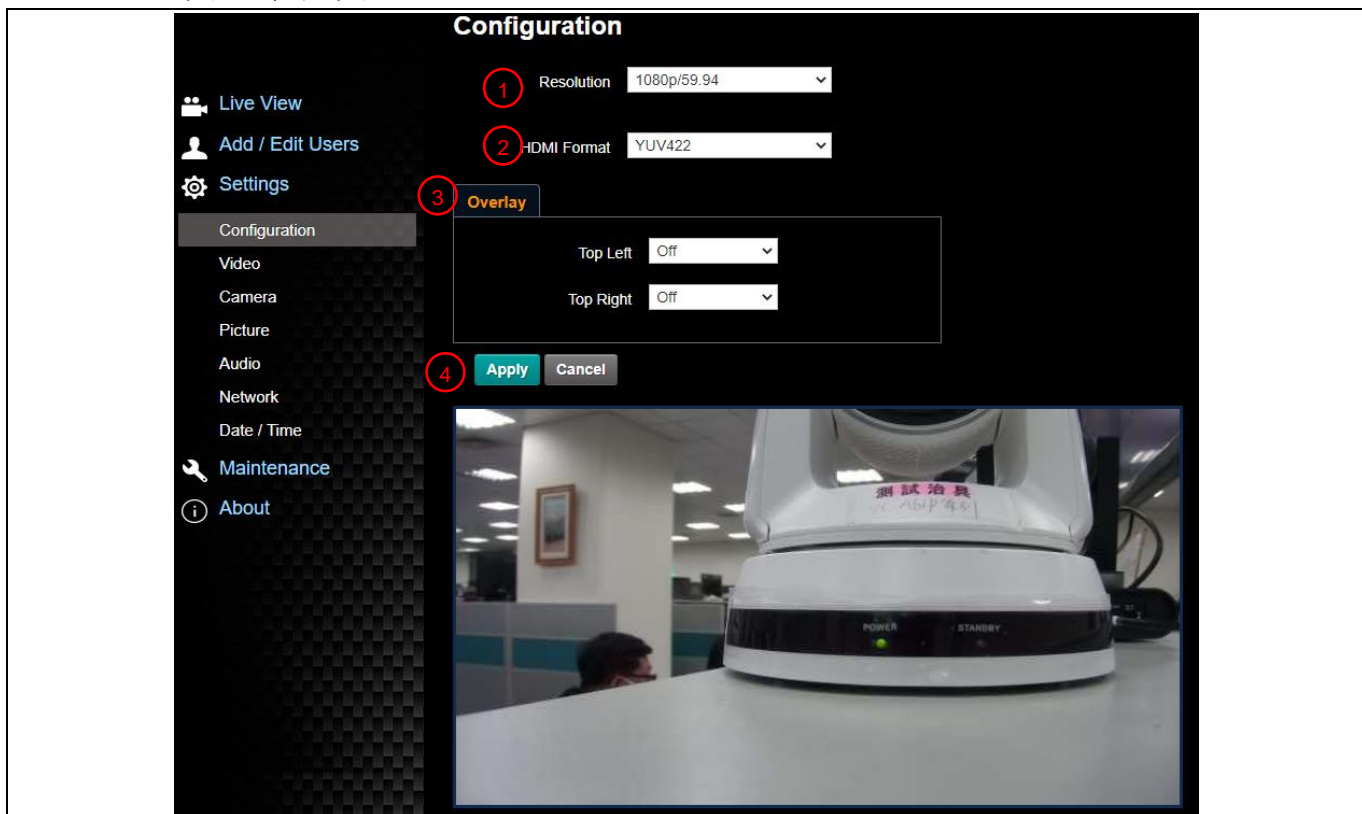 Configuration
1 Resolution 1080p/59.94
Live View
Add / Edit Users
2 HDMI Format YUV422
Settings
3 Overlay
Configuration
Video
Top Left Off
Camera
Top Right Off
Picture
Audio
4 Apply Cancel
Network
Date / Time
Maintenance
About
測試治具
POWER STANDBY